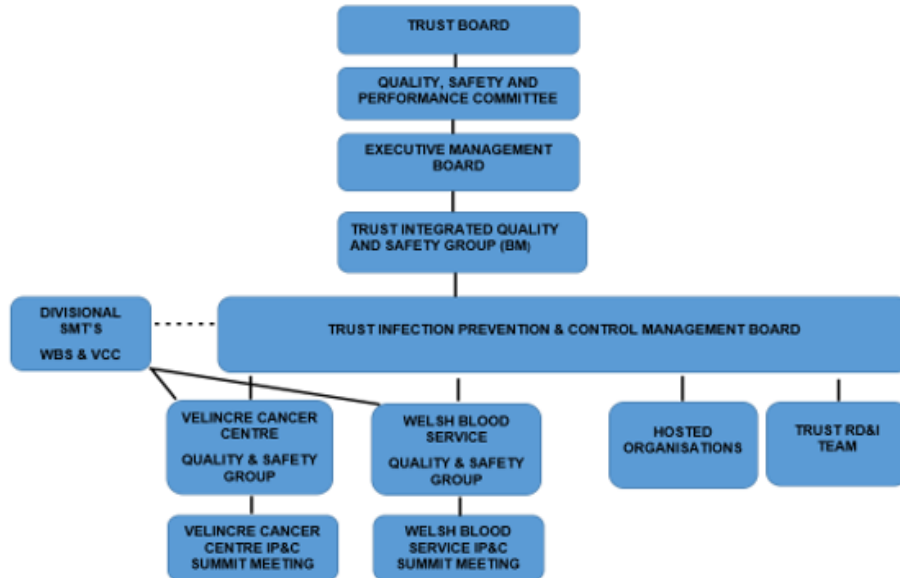 TRUST BOARD
QUALITY, SAFETY AND
PERFORMANCE COMMITTEE
EXECUTIVE MANAGEMENT
BOARD
TRUST INTEGRATED QUALITY
AND SAFETY GROUP (BM)
DIVISIONAL
SMT'S
WBS & VCC
TRUST INFECTION PREVENTION & CONTROL MANAGEMENT BOARD
VELINCRE CANCER
CENTRE
QUALITY & SAFETY
GROUP
WELSH BLOOD
SERVICE
QUALITY & SAFETY
GROUP
HOSTED
ORGANISATIONS
TRUST RD&I
TEAM
VELINCRE CANCER
CENTRE IP&C
SUMMIT MEETING
WELSH BLOOD
SERVICE IP&C
SUMMIT MEETING